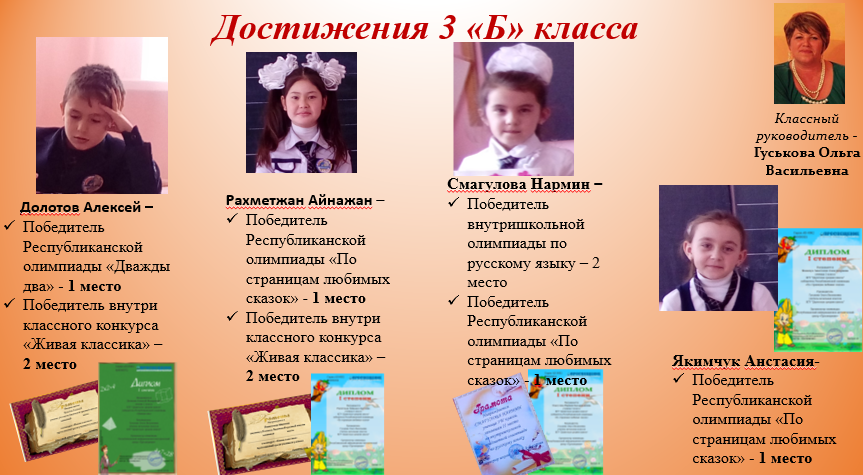 Достижения 3 «Б» класса
Классный
руководитель -
Гуськова Ольга
Васильевна
Долотов Алексей –
✓ Победитель
Республиканской
олимпиады «Дважды
два» - 1 место
✓ Победитель внутри
классного конкурса
«Живая классика» –
2 место
Рахметжан Айнажан –
✓ Победитель
Республиканской
олимпиады «По
страницам любимых
сказок» - 1 место
✓ Победитель внутри
классного конкурса
«Живая классика» –
2 место
Смагулова Нармин –
✓ Победитель
внутришкольной
олимпиады по
русскому языку – 2
место
✓ Победитель
Республиканской
олимпиады «По
страницам любимых
сказок» - 1 место
Якимчук Анстасия-
✓ Победитель
Республиканской
олимпиады «По
страницам любимых
сказок» - 1 место
Диплом
Грамота
ДИПЛОМ
I степени
ДИПЛОМ
I степени
ДИПЛОМ
I степени